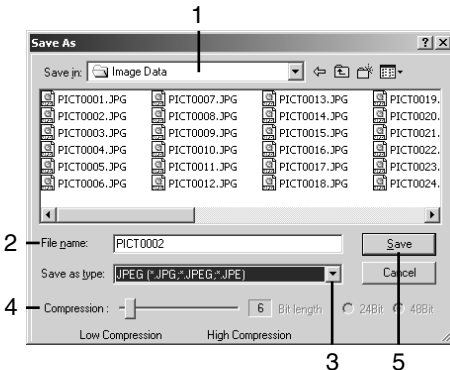 1
Save As
Save in: Image Data
PICT0001.JPG PICT0007.JPG PICT0013.JPG PICT0019.
PICT0002.JPG PICT0008.JPG PICT0014.JPG PICT0020.
PICT0003.JPG PICT0009.JPG PICT0015.JPG PICT0021.
PICT0004.JPG PICT0010.JPG PICT0016.JPG PICT0022.
PICT0005.JPG PICT0011.JPG PICT0017.JPG PICT0023.
PICT0006.JPG PICT0012.JPG PICT0018.JPG PICT0024.
2 File name: PICT0002 Save
Save as type: JPEG (*.JPG;*.JPEG;*.JPE) Cancel
4 Compression : 6 Bit length 24Bit 48Bit
Low Compression High Compression
3 5